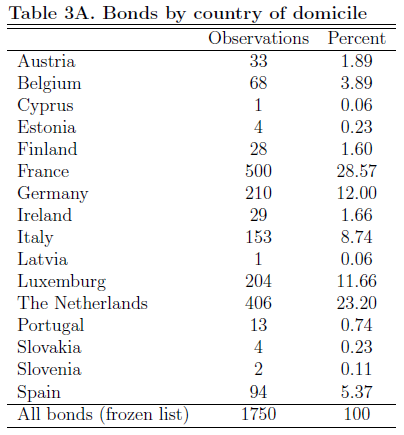 Table 3A. Bonds by country of domicile
Observations Percent
Austria 33 1.89
Belgium 68 3.89
Cyprus 1 0.06
Estonia 4 0.23
Finland 28 1.60
France 500 28.57
Germany 210 12.00
Ireland 29 1.66
Italy 153 8.74
Latvia 1 0.06
Luxemburg 204 11.66
The Netherlands 406 23.20
Portugal 13 0.74
Slovakia 4 0.23
Slovenia 2 0.11
Spain 94 5.37
All bonds (frozen list) 1750 100